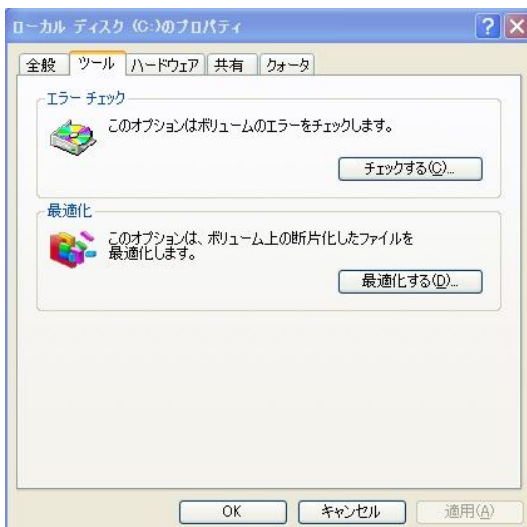 ローカル ディスク (C:)のプロパティ
?
全般 ツール ハードウェア 共有 クォータ
エラー チェック
このオプションはボリュームのエラーをチェックします。
チェックする(C)...
最適化
このオプションは、ボリューム上の断片化したファイルを
最適化します。
最適化する(D)...
OK キャンセル 適用(A)